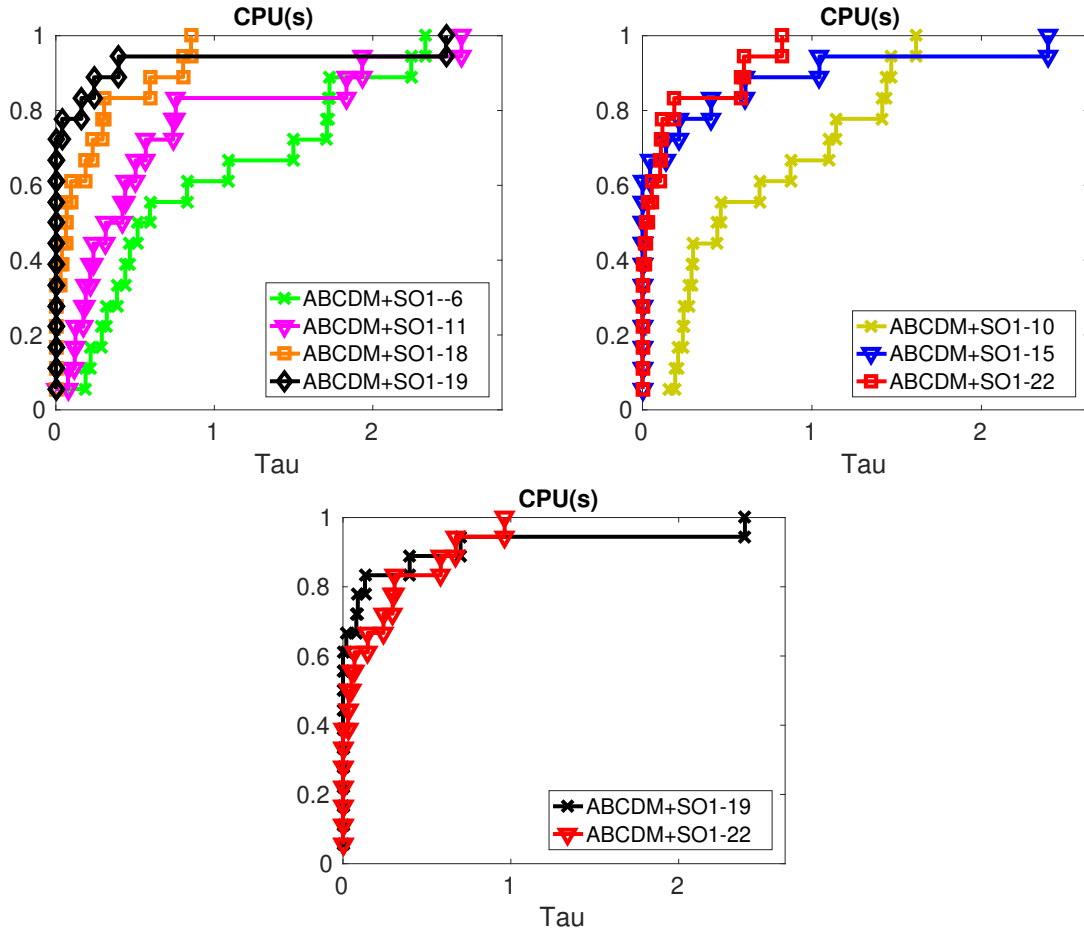 CPU(s)
1
0.8
0.6
0.4
0.2
0
0
1
2
Tau
ABCDM+SO1--6
ABCDM+SO1-11
ABCDM+SO1-18
ABCDM+SO1-19
CPU(s)
1
0.8
0.6
0.4
0.2
0
0
1
2
Tau
ABCDM+SO1-10
ABCDM+SO1-15
ABCDM+SO1-22
CPU(s)
1
0.8
0.6
0.4
0.2
0
0
1
2
Tau
ABCDM+SO1-19
ABCDM+SO1-22